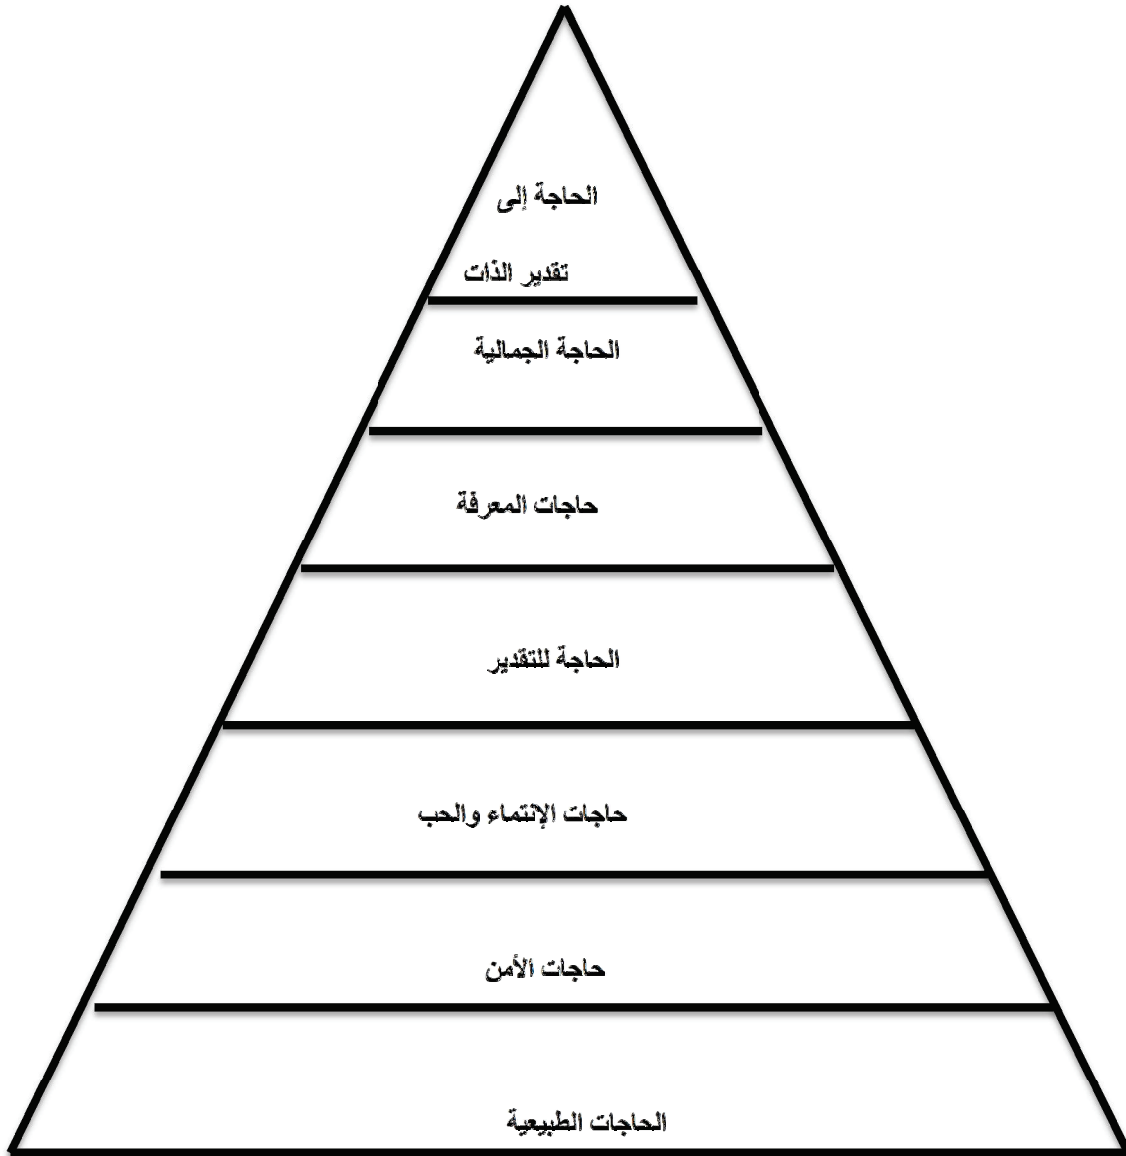 الحاجة إلى
تقدير الذات
الحاجة الجمالية
حاجات المعرفة
الحاجة للتقدير
حاجات الإنتماء والحب
حاجات الأمن
الحاجات الطبيعية